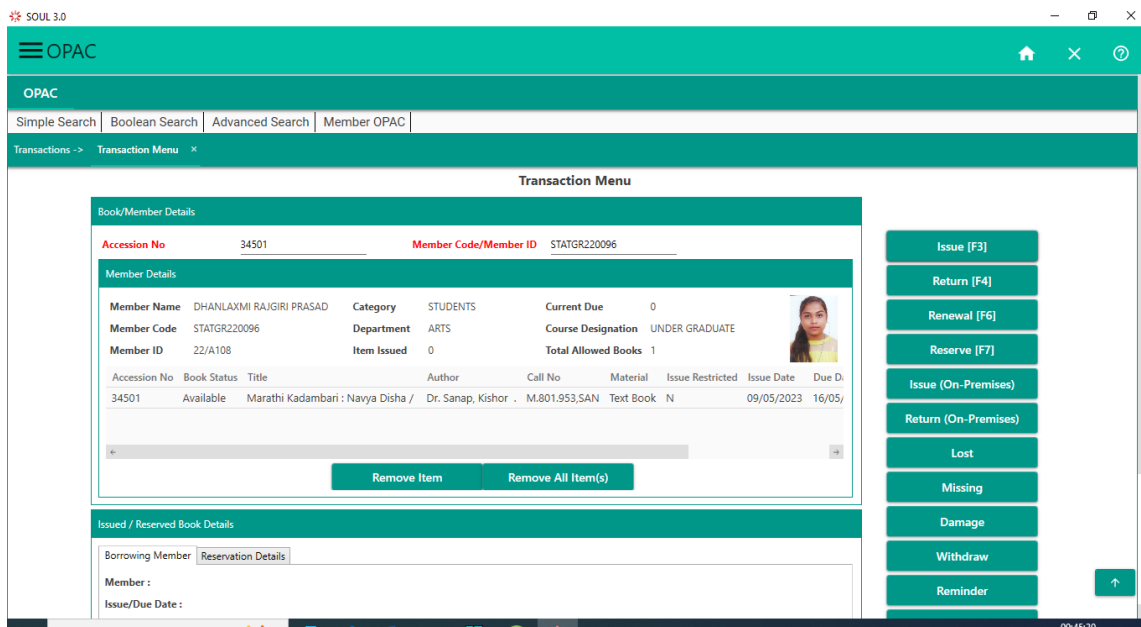 SOUL 3.0
OPAC
OPAC
Simple Search Boolean Search Advanced Search Member OPAC
Transactions -> Transaction Menu ×
Transaction Menu
Book/Member Details
Accession No 34501 Member Code/Member ID STATGR220096
Member Details
Member Name DHANLAXMI RAJGIRI PRASAD Category STUDENTS Current Due 0
Member Code STATGR220096 Department ARTS Course Designation UNDER GRADUATE
Member ID 22/A108 Item Issued 0 Total Allowed Books 1
Accession No Book Status Title Author Call No Material Issue Restricted Issue Date Due Da
34501 Available Marathi Kadambari : Navya Disha / Dr. Sanap, Kishor . M.801.953,SAN Text Book N 09/05/2023 16/05/
Remove Item Remove All Item(s)
Issued / Reserved Book Details
Borrowing Member Reservation Details
Member :
Issue/Due Date :
Issue [F3]
Return [F4]
Renewal [F6]
Reserve [F7]
Issue (On-Premises)
Return (On-Premises)
Lost
Missing
Damage
Withdraw
Reminder